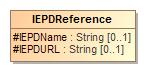 IEPDReference
#IEPDName : String [0..1]
#IEPDURL : String [0..1]